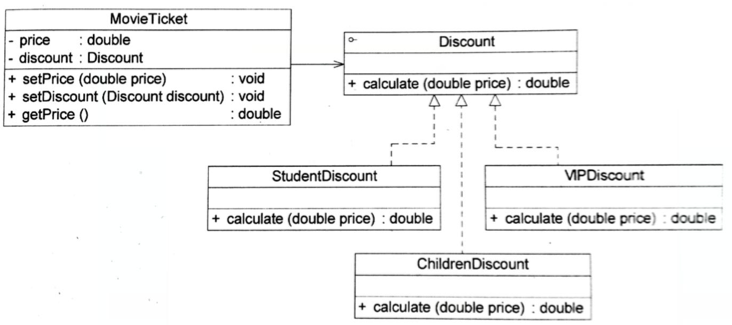 MovieTicket
- price : double
- discount : Discount
+ setPrice (double price) : void
+ setDiscount (Discount discount) : void
+ getPrice () : double
Discount
+ calculate (double price) : double
StudentDiscount
+ calculate (double price) : double
VIPDiscount
+ calculate (double price) : double
ChildrenDiscount
+ calculate (double price) : double